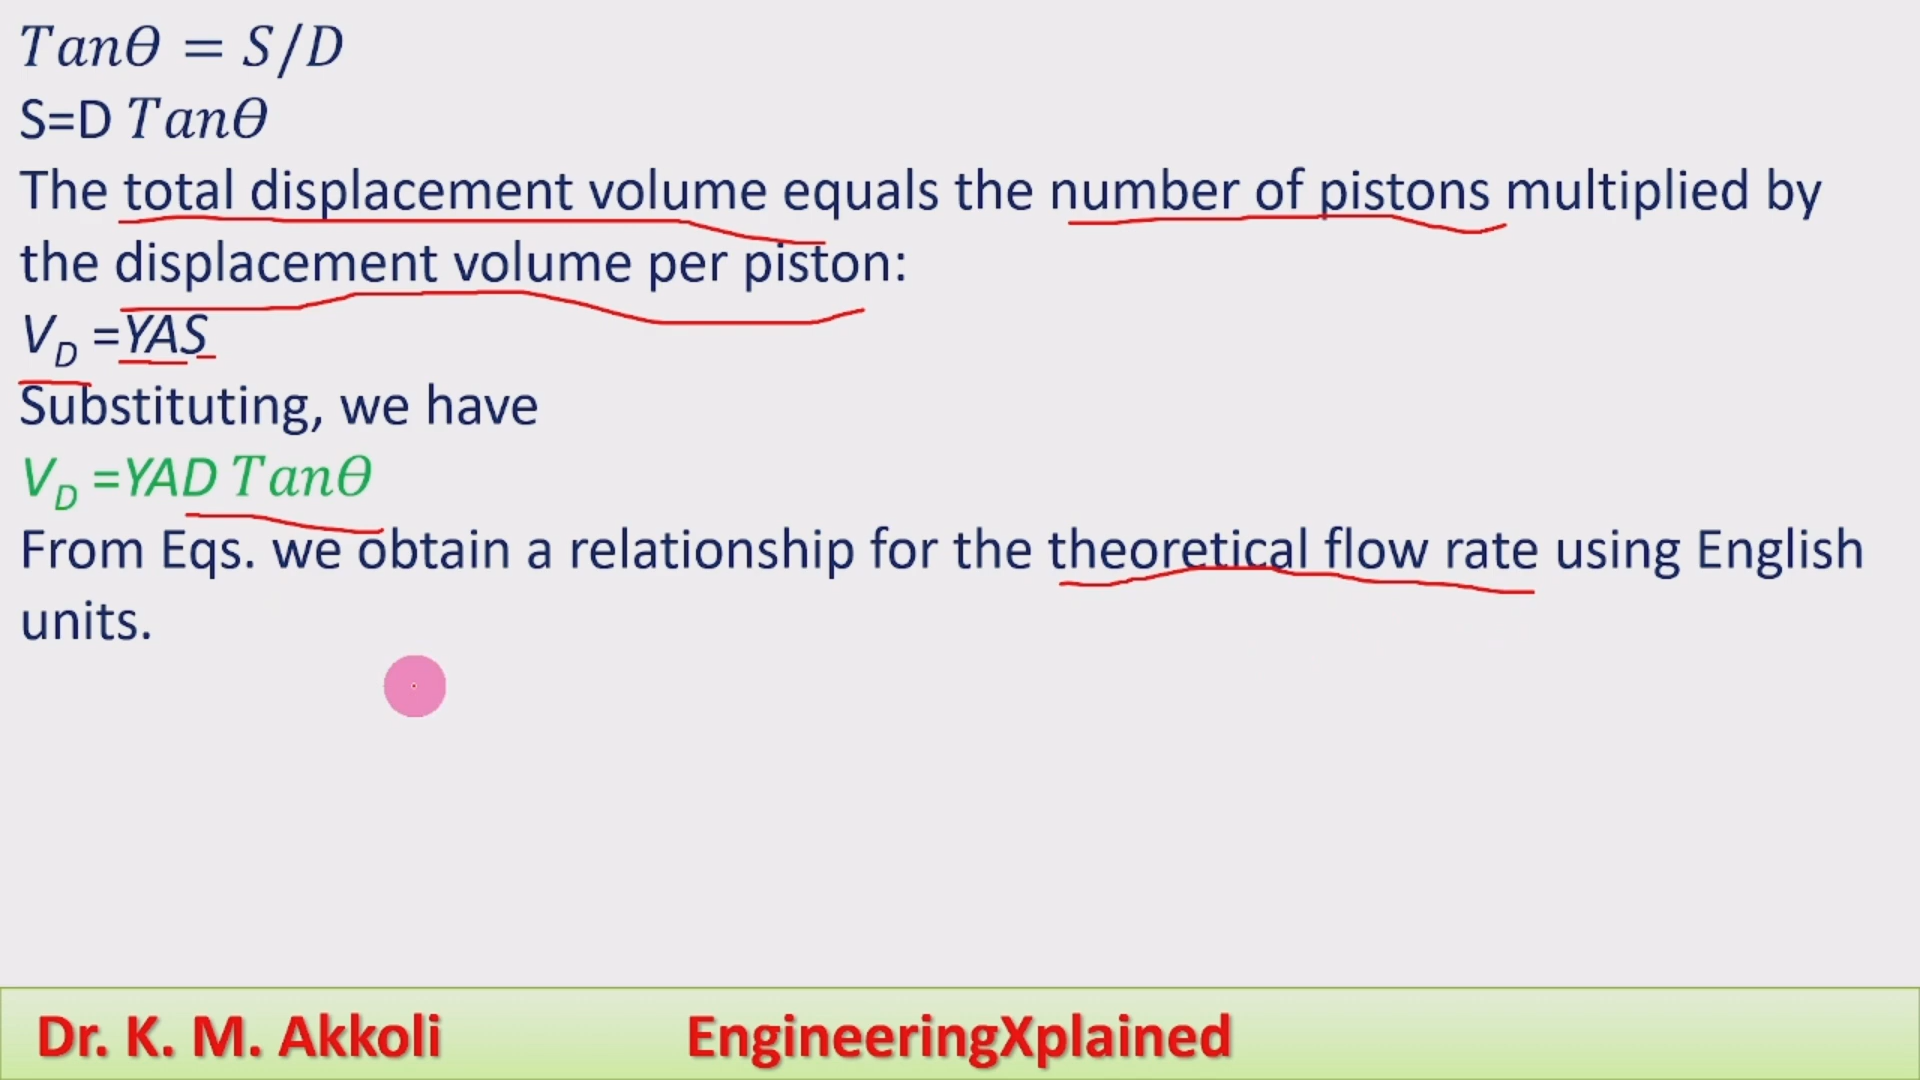 Tanθ = S/D
S=D Tanθ
The total displacement volume equals the number of pistons multiplied by
the displacement volume per piston:
V_D =YAS
Substituting, we have
V_D =YAD Tanθ
From Eqs. we obtain a relationship for the theoretical flow rate using English
units.
Dr. K. M. Akkoli EngineeringXplained